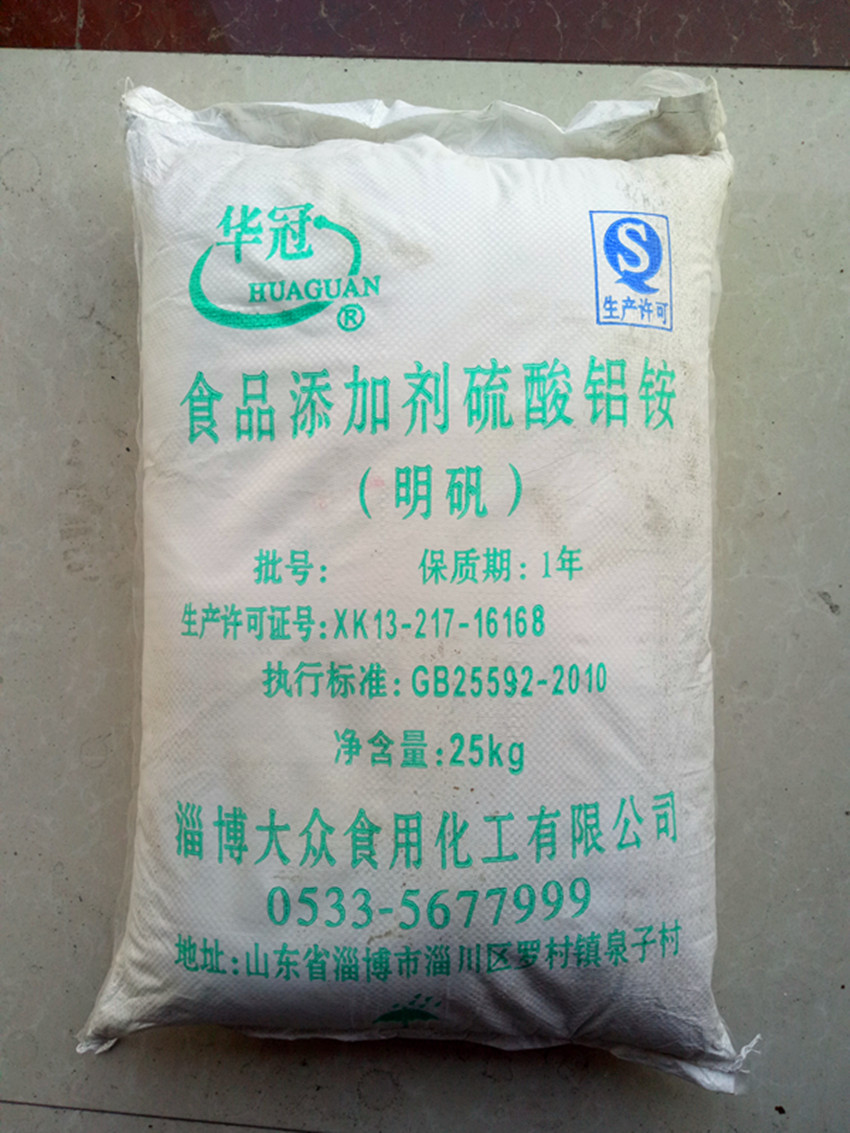 华冠
HUAGUAN
®
S
生产许可
食品添加剂硫酸铝铵
(明矾)
批号: 保质期: 1年
生产许可证号:XK13-217-16168
执行标准: GB25592-2010
净含量:25kg
淄博大众食用化工有限公司
0533-5677999
地址:山东省淄博市淄川区罗村镇泉子村